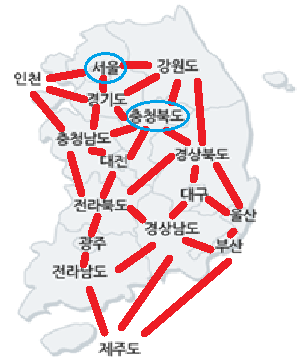 서울
강원도
인천
경기도
충청북도
충청남도
대전
경상북도
대구
전라북도
울산
경상남도
부산
광주
전라남도
제주도